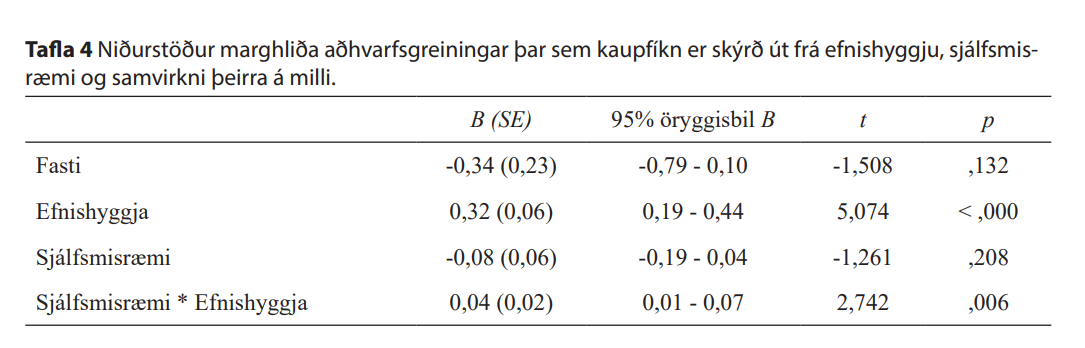 Tafla 4 Niðurstöður marghliða aðhvarfsgreiningar þar sem kaupfíkn er skýrð út frá efnishyggju, sjálfsmis-
ræmi og samvirkni þeirra á milli.
B (SE) 95% öryggisbil B t p
Fasti -0,34 (0,23) -0,79 - 0,10 -1,508 ,132
Efnishyggja 0,32 (0,06) 0,19 - 0,44 5,074 < ,000
Sjálfsmisræmi -0,08 (0,06) -0,19 - 0,04 -1,261 ,208
Sjálfsmisræmi * Efnishyggja 0,04 (0,02) 0,01 - 0,07 2,742 ,006